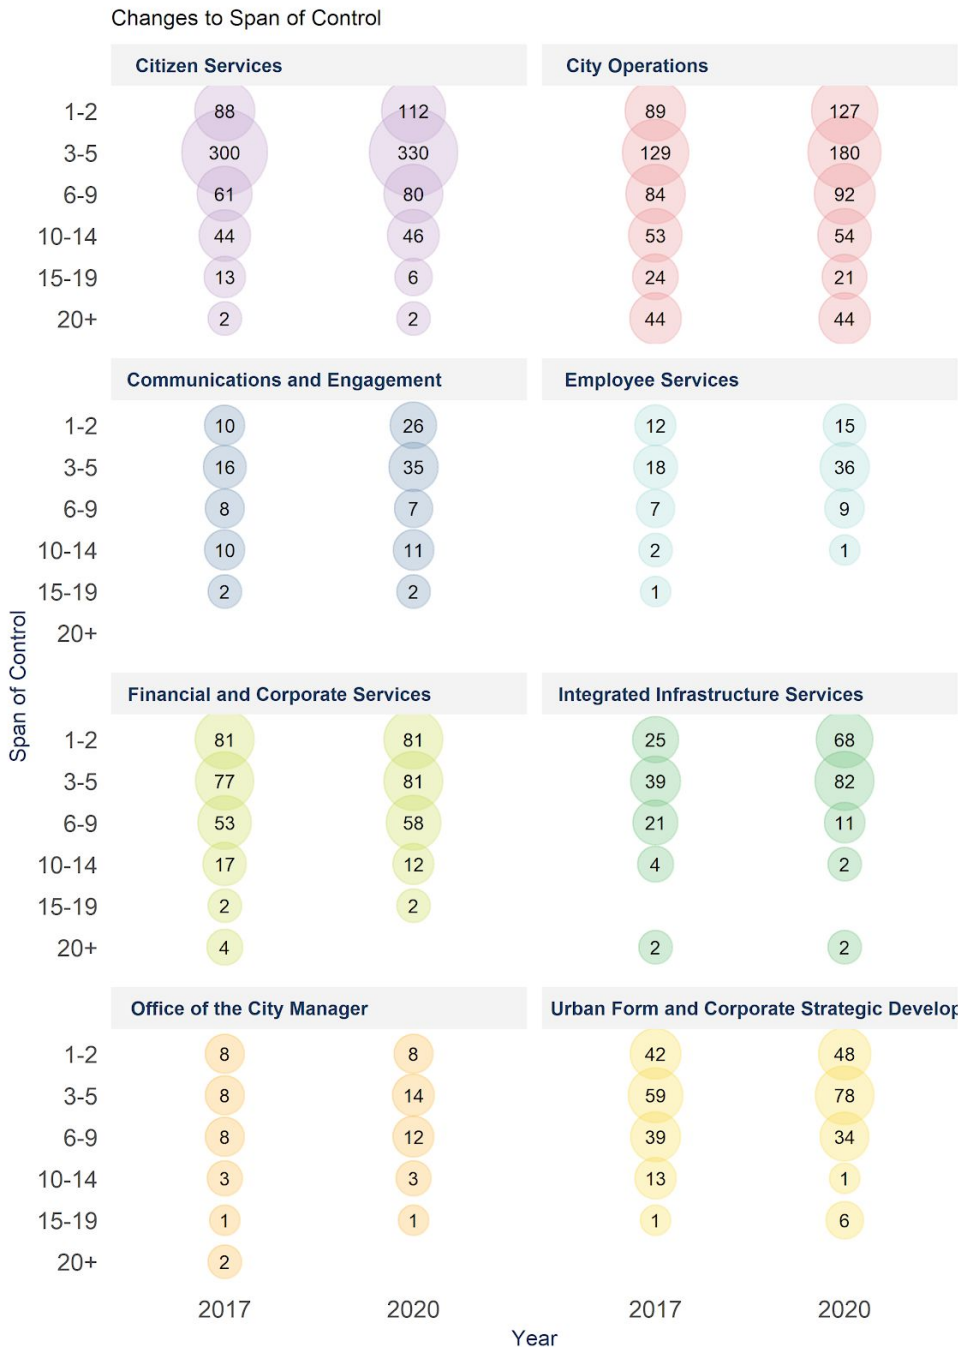 Changes to Span of Control
Citizen Services
City Operations
1-2 88 112 89 127
3-5 300 330 129 180
6-9 61 80 84 92
10-14 44 46 53 54
15-19 13 6 24 21
20+ 2 2 44 44
Communications and Engagement
Employee Services
1-2 10 26 12 15
3-5 16 35 18 36
6-9 8 7 7 9
10-14 10 11 2 1
15-19 2 2 1
20+
Span of Control
Financial and Corporate Services
Integrated Infrastructure Services
1-2 81 81 25 68
3-5 77 81 39 82
6-9 53 58 21 11
10-14 17 12 4 2
15-19 2 2
20+ 4 2 2
Office of the City Manager
Urban Form and Corporate Strategic Develop
1-2 8 8 42 48
3-5 8 14 59 78
6-9 8 12 39 34
10-14 3 3 13 1
15-19 1 1 1 6
20+ 2
2017 2020 2017 2020
Year